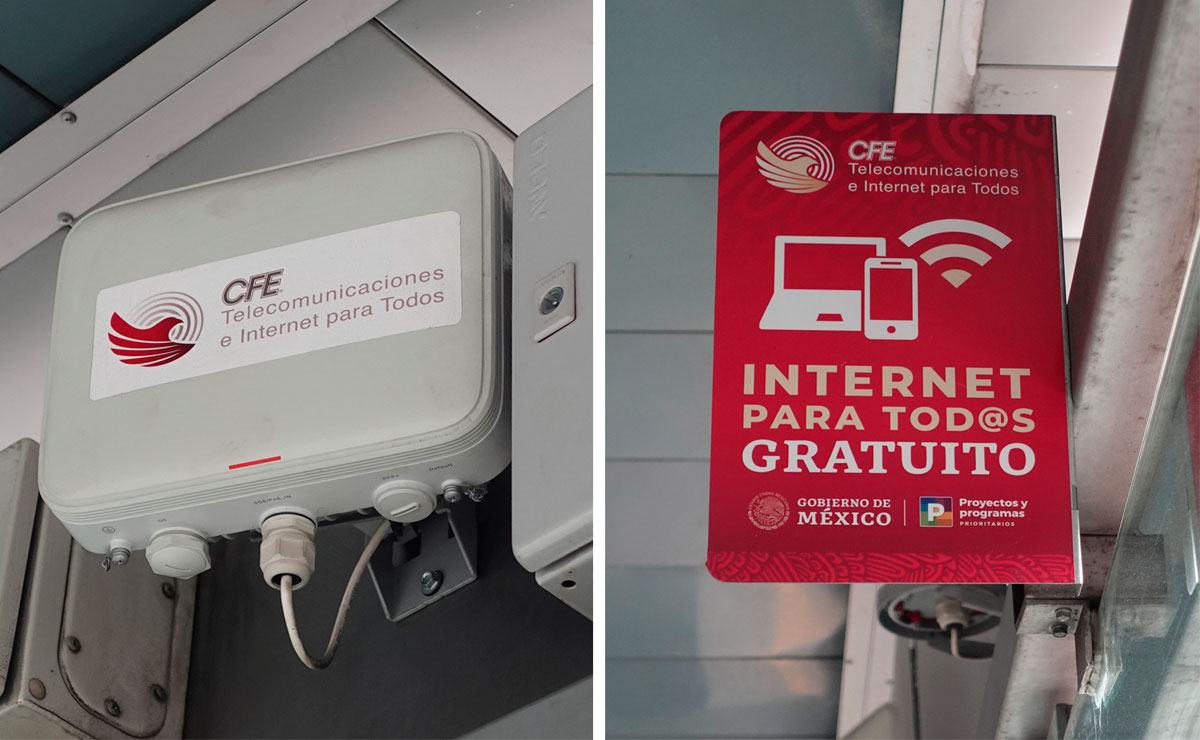 CFE
Telecomunicaciones
e Internet para Todos
Default
CFE
Telecomunicaciones
e Internet para Todos
INTERNET
PARA TOD@S
GRATUITO
GOBIERNO DE
MÉXICO
P
Proyectos y
programas
PRIORITARIOS